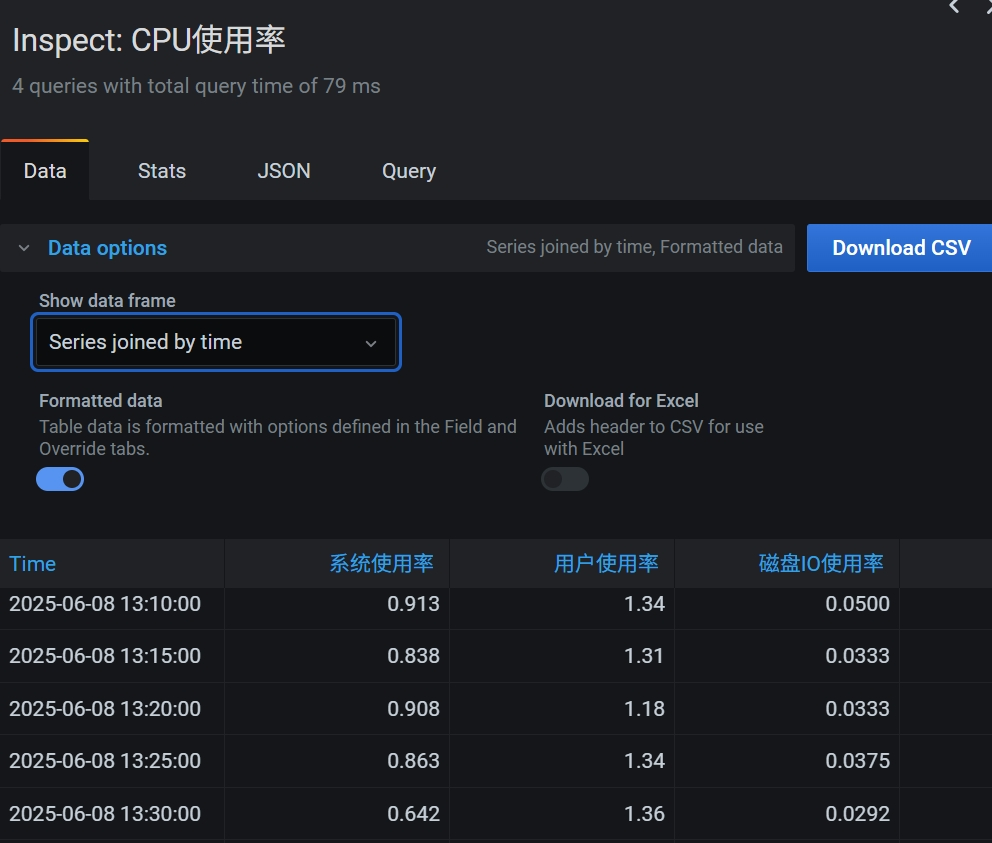 Inspect: CPU使用率
4 queries with total query time of 79 ms
Data Stats JSON Query
Data options Series joined by time, Formatted data Download CSV
Show data frame
Series joined by time
Formatted data Download for Excel
Table data is formatted with options defined in the Field and Adds header to CSV for use
Override tabs. with Excel
Time 系统使用率 用户使用率 磁盘IO使用率
2025-06-08 13:10:00 0.913 1.34 0.0500
2025-06-08 13:15:00 0.838 1.31 0.0333
2025-06-08 13:20:00 0.908 1.18 0.0333
2025-06-08 13:25:00 0.863 1.34 0.0375
2025-06-08 13:30:00 0.642 1.36 0.0292